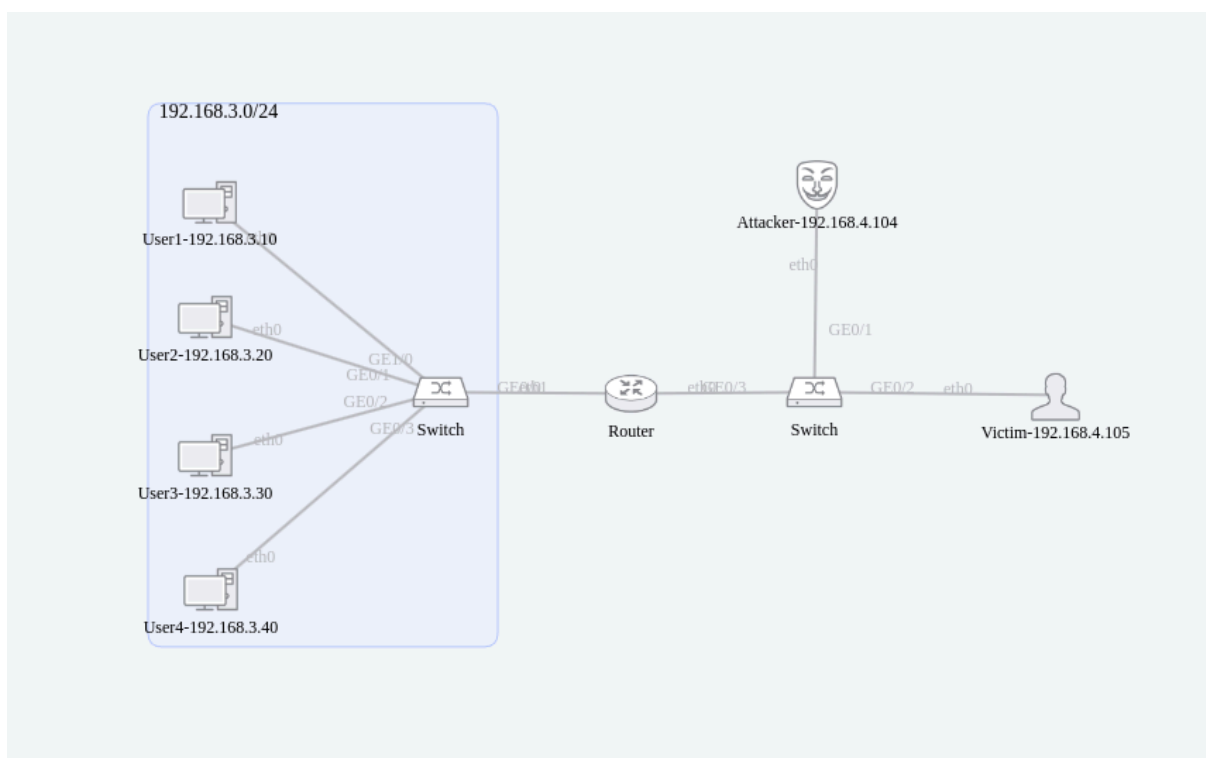 192.168.3.0/24
User1-192.168.3.10
eth0
User2-192.168.3.20
GE1/0
GE0/1
GE0/2
eth0
User3-192.168.3.30
GE0/3
Switch
eth0
User4-192.168.3.40
Router
GE0/3
Attacker-192.168.4.104
eth0
GE0/1
Switch
GE0/2
eth0
Victim-192.168.4.105